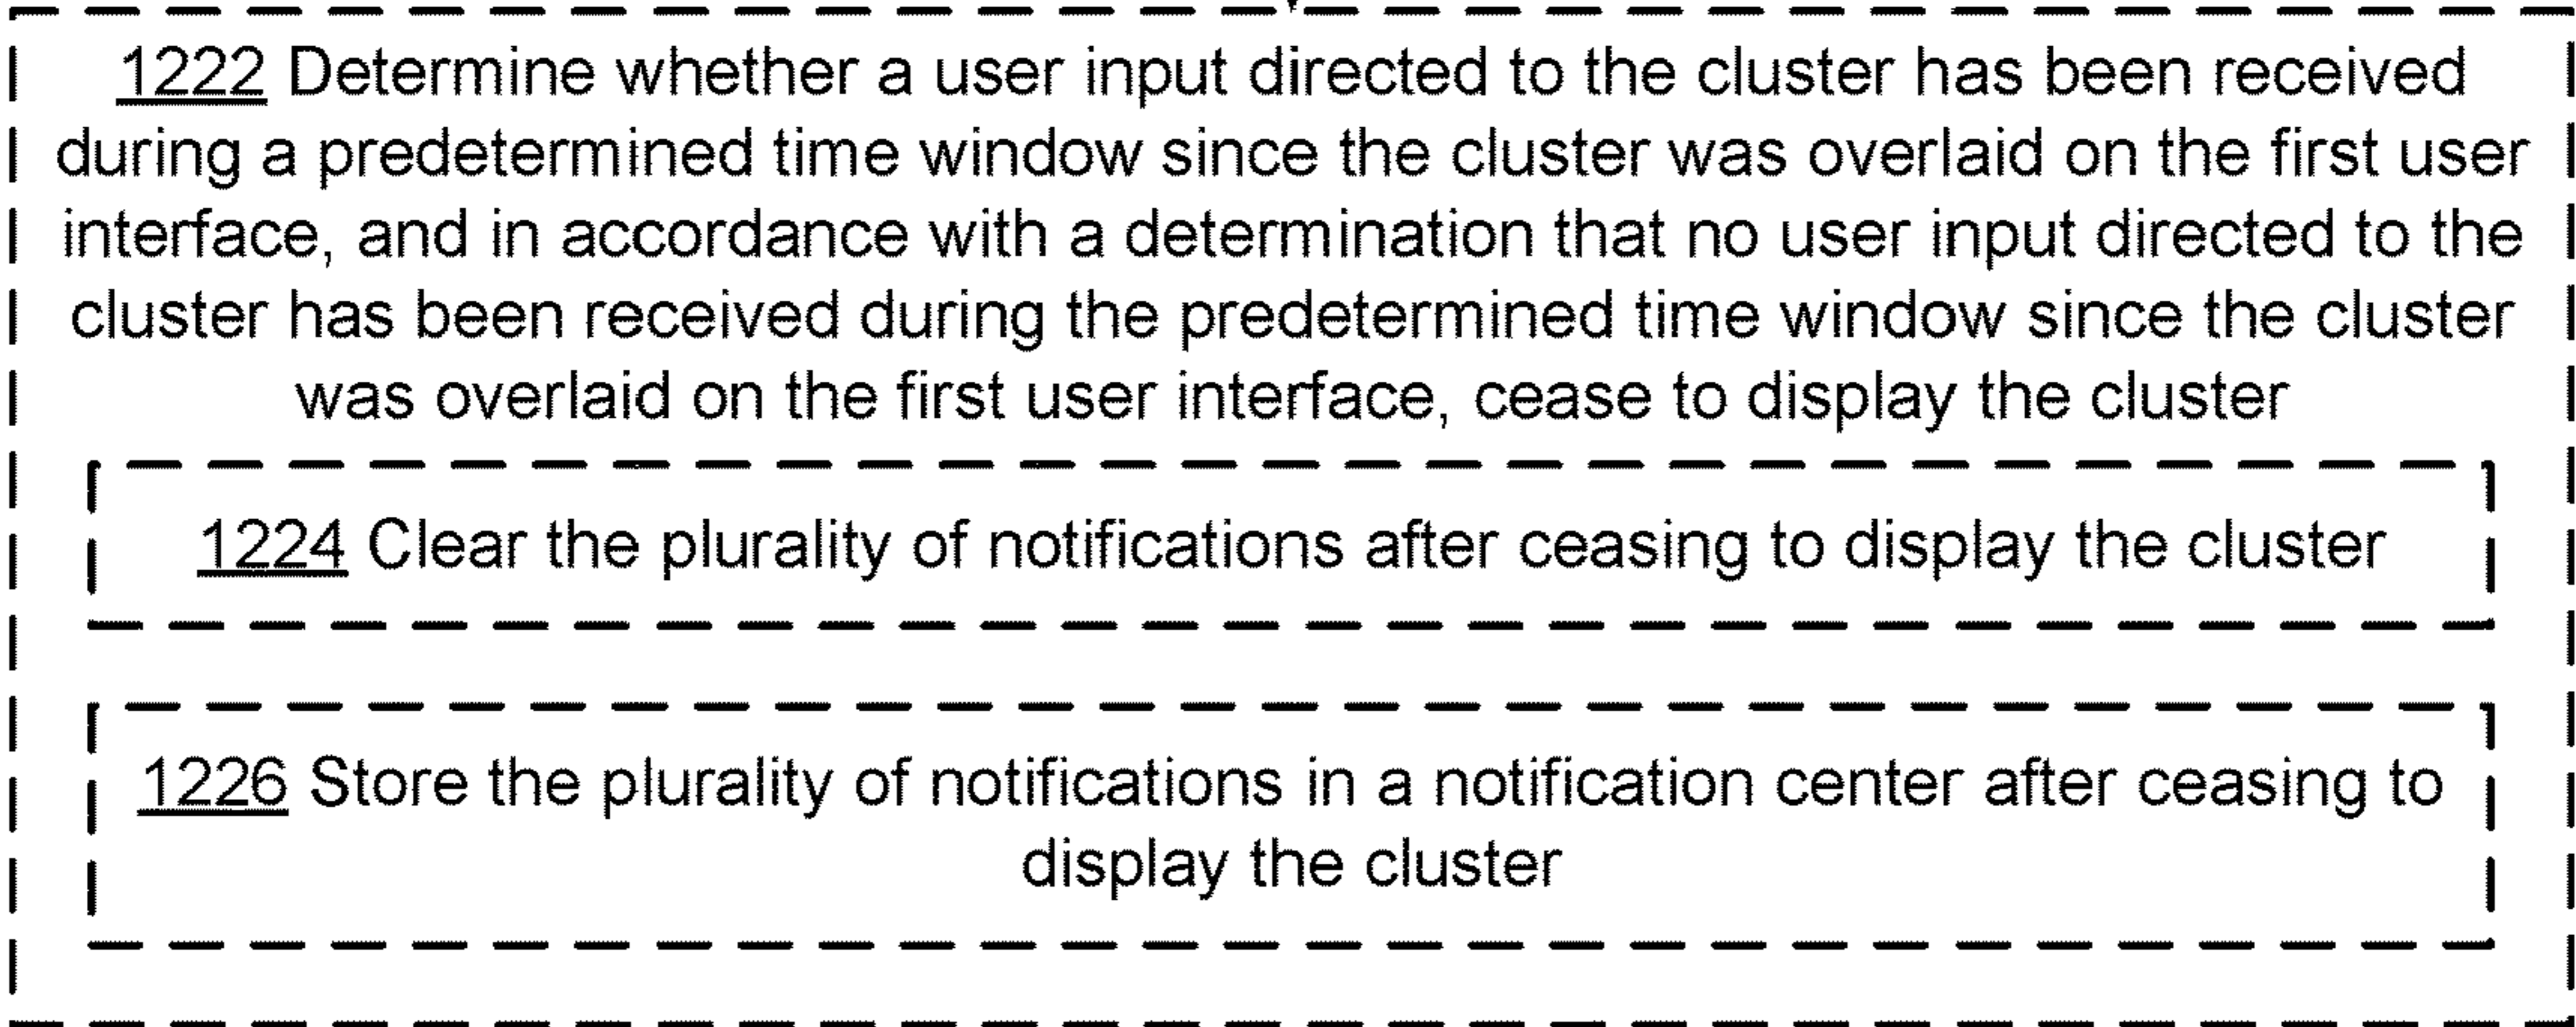 1222 Determine whether a user input directed to the cluster has been received
during a predetermined time window since the cluster was overlaid on the first user
interface, and in accordance with a determination that no user input directed to the
cluster has been received during the predetermined time window since the cluster
was overlaid on the first user interface, cease to display the cluster
1224 Clear the plurality of notifications after ceasing to display the cluster
1226 Store the plurality of notifications in a notification center after ceasing to
display the cluster